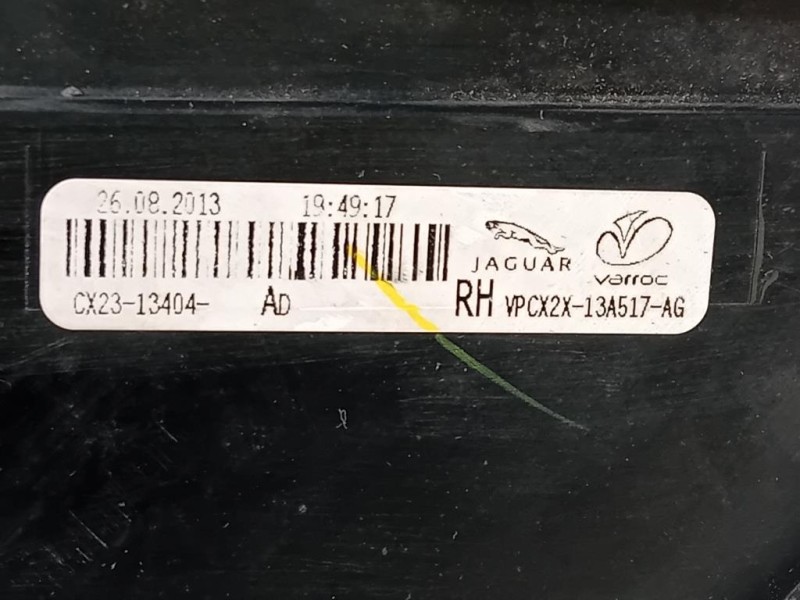 26.08.2013 19:49:17
JAGUAR
varroc
CX23-13404- AD RH VPCX2X-13A517-AG